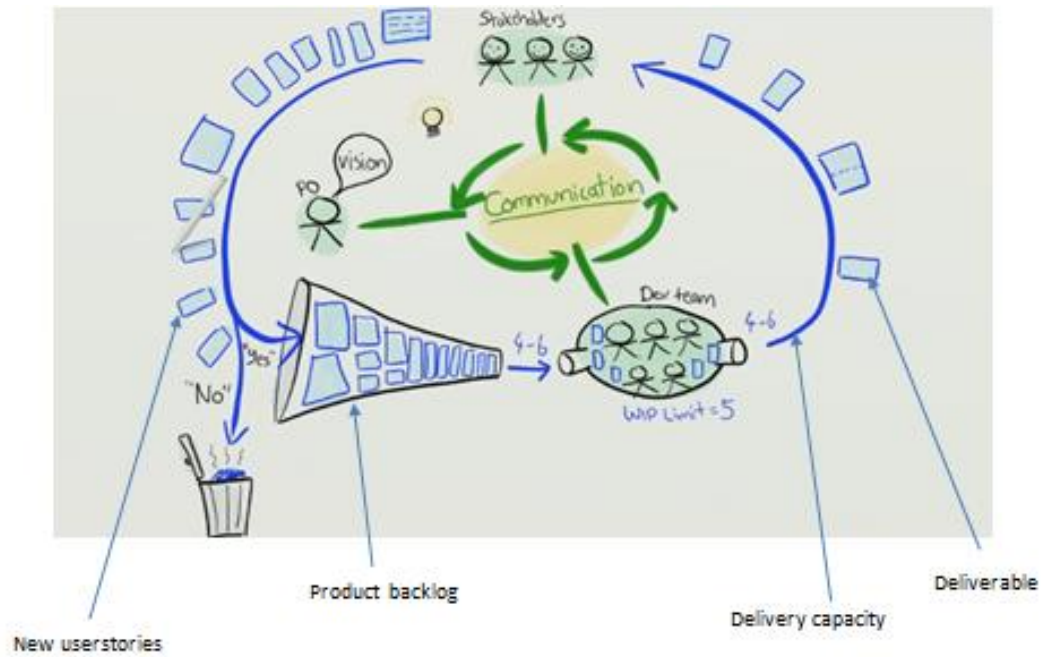 Stakeholders
PO
Vision
Communication
Dev team
4-6
4-6
"Yes"
"No"
WIP Limit = 5
Product backlog
Deliverable
Delivery capacity
New userstories